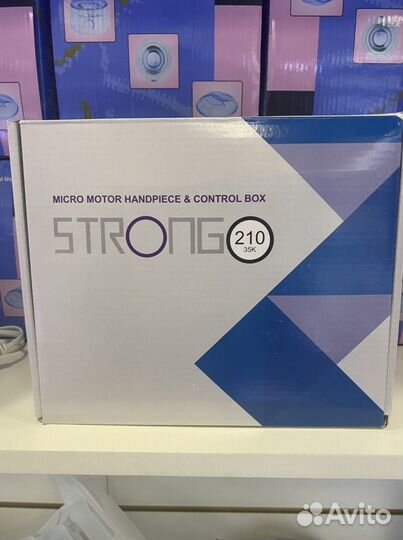 MICRO MOTOR HANDPIECE & CONTROL BOX
STRONG 210
35K
Avito